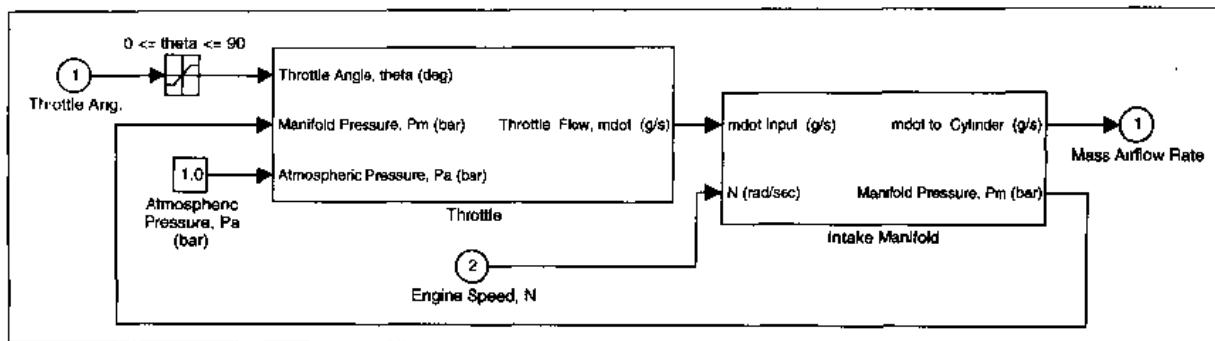 0 <= theta <= 90
1
Throttle Ang.
Throttle Angle, theta (deg)
Manifold Pressure, Pm (bar)
Throttle Flow, mdot (g/s)
1.0
Atmospheric Pressure, Pa (bar)
Atmospheric
Pressure, Pa
(bar)
Throttle
mdot Input (g/s)
mdot to Cylinder (g/s)
1
Mass Airflow Rate
N (rad/sec)
Manifold Pressure, Pm (bar)
Intake Manifold
2
Engine Speed, N